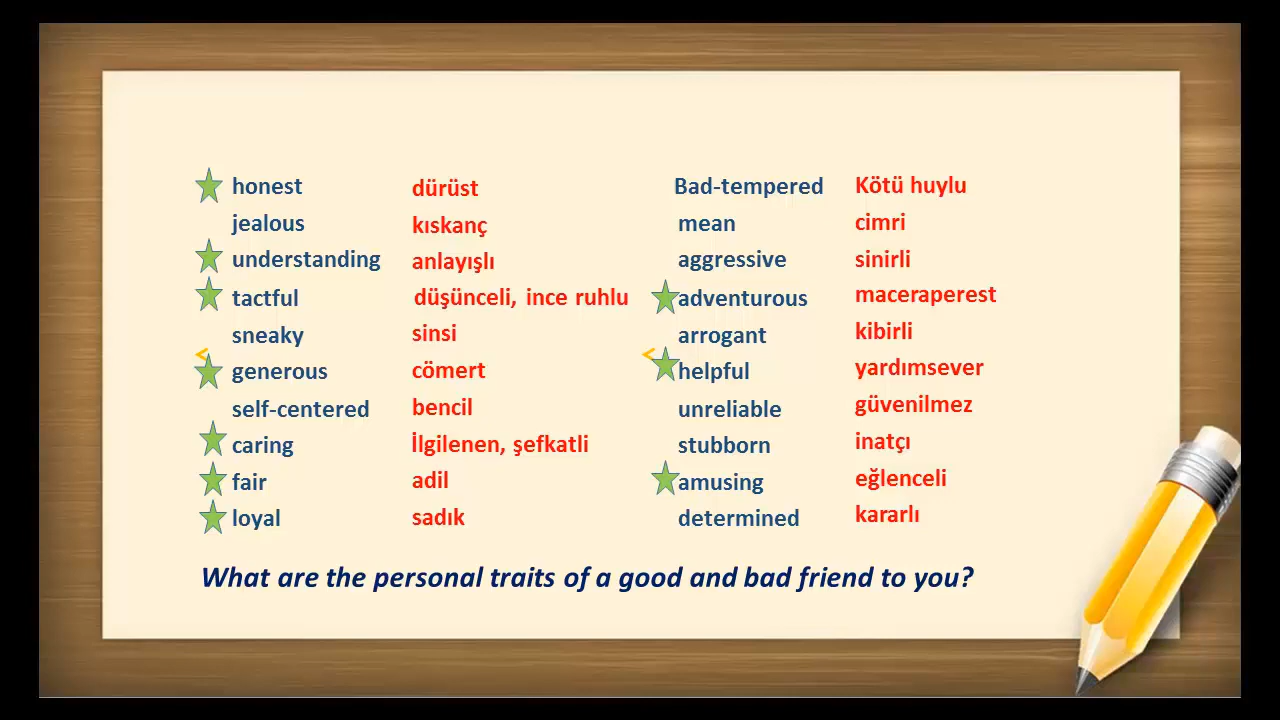 honest dürüst Bad-tempered Kötü huylu
jealous kıskanç mean cimri
understanding anlayışlı aggressive sinirli
tactful düşünceli, ince ruhlu adventurous maceraperest
sneaky sinsi arrogant kibirli
generous cömert helpful yardımsever
self-centered bencil unreliable güvenilmez
caring İlgilenen, şefkatli stubborn inatçı
fair adil amusing eğlenceli
loyal sadık determined kararlı
What are the personal traits of a good and bad friend to you?